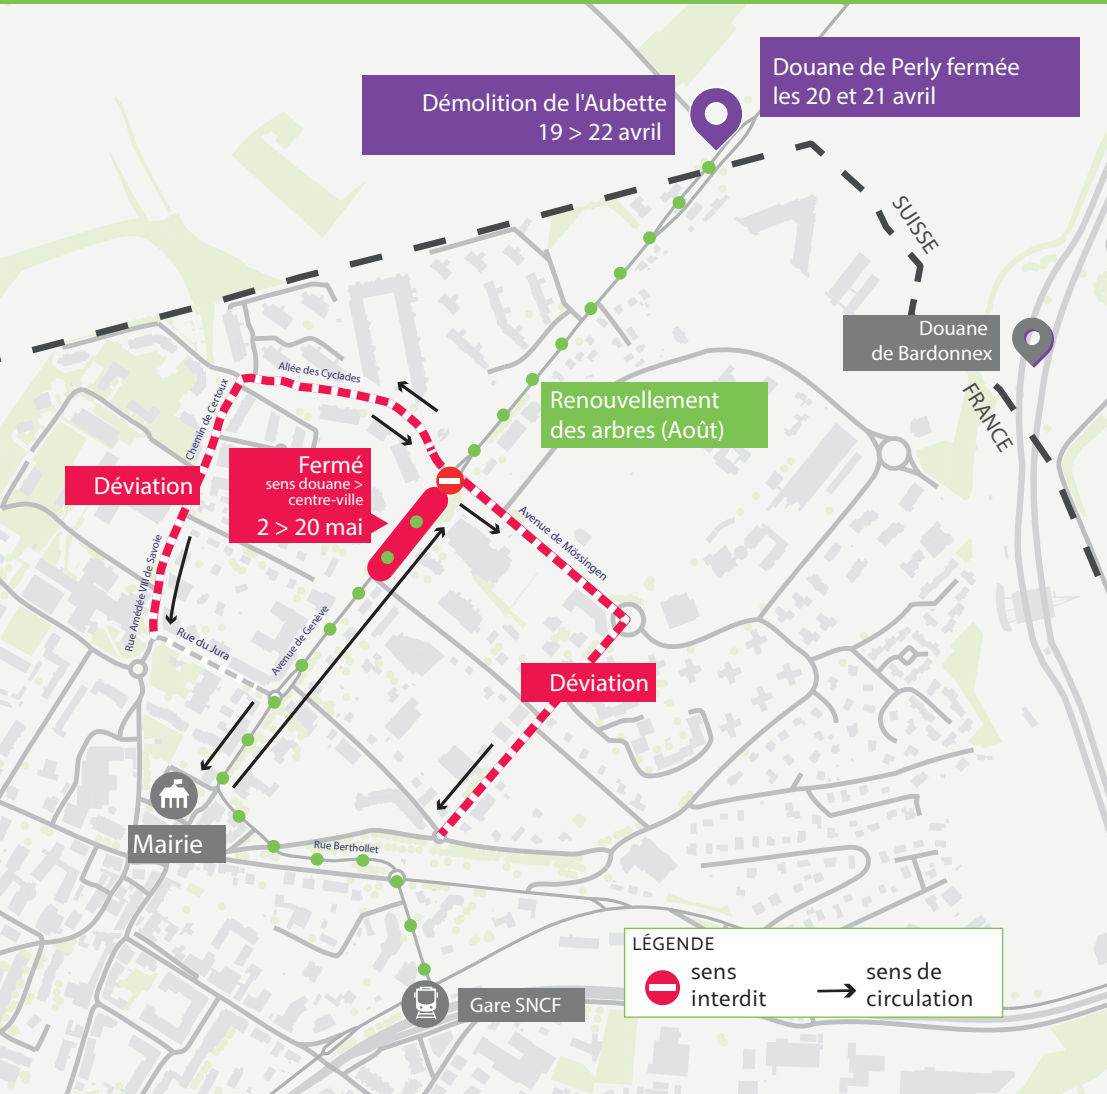 Démolition de l'Aubette
19 > 22 avril
Douane de Perly fermée
les 20 et 21 avril
SUISSE
FRANCE
Douane
de Bardonnex
Allée des Cyclades
Chemin de Certoux
Renouvellement
des arbres (Août)
Déviation
Fermé
sens douane >
centre-ville
2 > 20 mai
Avenue de Mössingen
Rue Amédée VIII de Savoie
Rue du Jura
Avenue de Genève
Déviation
Mairie
Rue Berthollet
Gare SNCF
LÉGENDE
sens
interdit
sens de
circulation